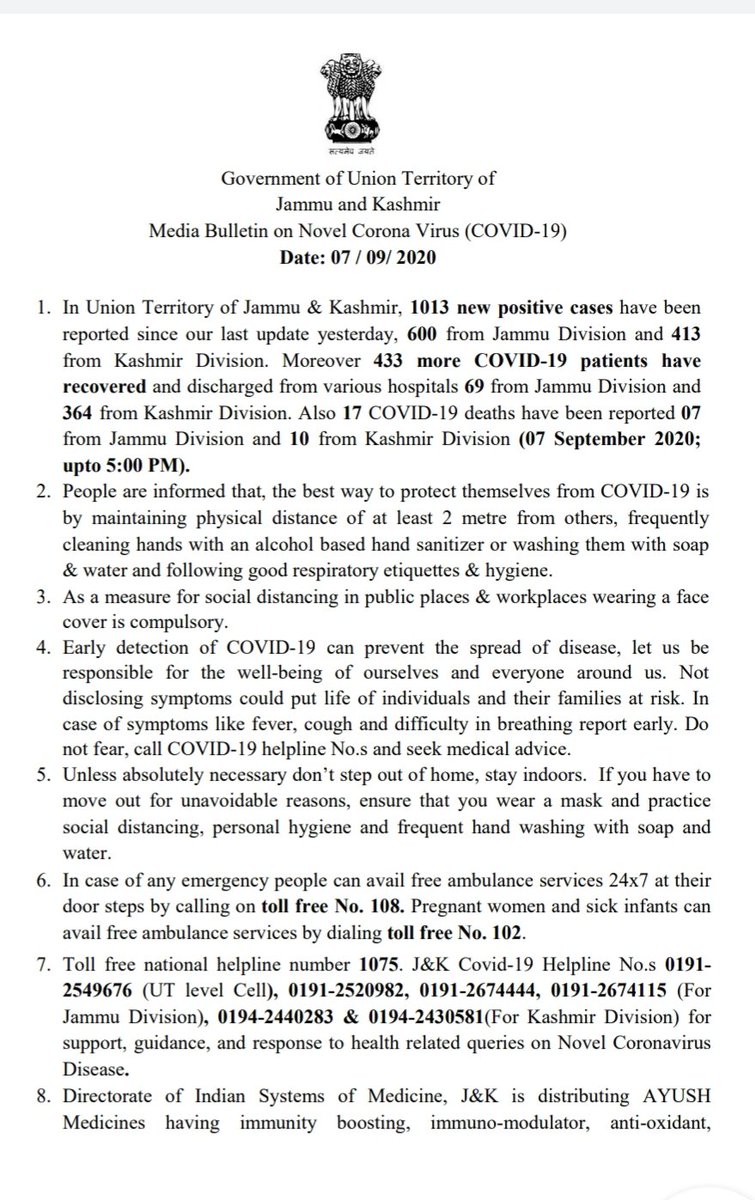 सत्यमेव जयते
Government of Union Territory of
Jammu and Kashmir
Media Bulletin on Novel Corona Virus (COVID-19)
Date: 07 / 09/ 2020
1. In Union Territory of Jammu & Kashmir, 1013 new positive cases have been
reported since our last update yesterday, 600 from Jammu Division and 413
from Kashmir Division. Moreover 433 more COVID-19 patients have
recovered and discharged from various hospitals 69 from Jammu Division and
364 from Kashmir Division. Also 17 COVID-19 deaths have been reported 07
from Jammu Division and 10 from Kashmir Division (07 September 2020;
upto 5:00 PM).
2. People are informed that, the best way to protect themselves from COVID-19 is
by maintaining physical distance of at least 2 metre from others, frequently
cleaning hands with an alcohol based hand sanitizer or washing them with soap
& water and following good respiratory etiquettes & hygiene.
3. As a measure for social distancing in public places & workplaces wearing a face
cover is compulsory.
4. Early detection of COVID-19 can prevent the spread of disease, let us be
responsible for the well-being of ourselves and everyone around us. Not
disclosing symptoms could put life of individuals and their families at risk. In
case of symptoms like fever, cough and difficulty in breathing report early. Do
not fear, call COVID-19 helpline No.s and seek medical advice.
5. Unless absolutely necessary don’t step out of home, stay indoors. If you have to
move out for unavoidable reasons, ensure that you wear a mask and practice
social distancing, personal hygiene and frequent hand washing with soap and
water.
6. In case of any emergency people can avail free ambulance services 24x7 at their
door steps by calling on toll free No. 108. Pregnant women and sick infants can
avail free ambulance services by dialing toll free No. 102.
7. Toll free national helpline number 1075. J&K Covid-19 Helpline No.s 0191-
2549676 (UT level Cell), 0191-2520982, 0191-2674444, 0191-2674115 (For
Jammu Division), 0194-2440283 & 0194-2430581(For Kashmir Division) for
support, guidance, and response to health related queries on Novel Coronavirus
Disease.
8. Directorate of Indian Systems of Medicine, J&K is distributing AYUSH
Medicines having immunity boosting, immuno-modulator, anti-oxidant,